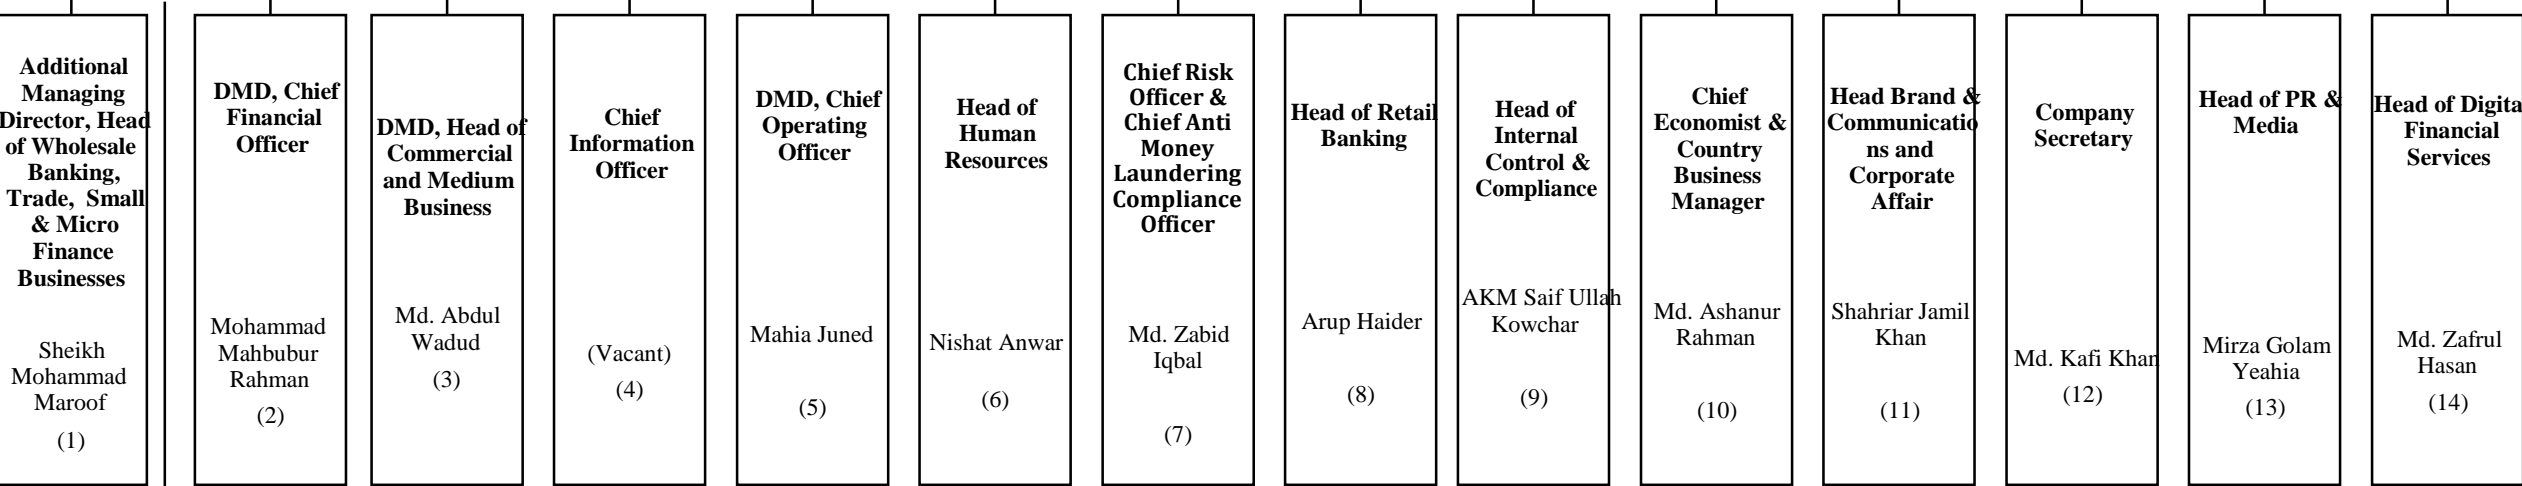 Additional
Managing
Director, Head
of Wholesale
Banking,
Trade, Small
& Micro
Finance
Businesses
Sheikh
Mohammad
Maroof
(1)
DMD, Chief
Financial
Officer
Mohammad
Mahbubur
Rahman
(2)
DMD, Head of
Commercial
and Medium
Business
Md. Abdul
Wadud
(3)
Chief
Information
Officer
(Vacant)
(4)
DMD, Chief
Operating
Officer
Mahia Juned
(5)
Head of
Human
Resources
Nishat Anwar
(6)
Chief Risk
Officer &
Chief Anti
Money
Laundering
Compliance
Officer
Md. Zabid
Iqbal
(7)
Head of Retail
Banking
Arup Haider
(8)
Head of
Internal
Control &
Compliance
AKM Saif Ullah
Kowchar
(9)
Chief
Economist &
Country
Business
Manager
Md. Ashanur
Rahman
(10)
Head Brand &
Communicatio
ns and
Corporate
Affair
Shahriar Jamil
Khan
(11)
Company
Secretary
Md. Kafi Khan
(12)
Head of PR &
Media
Mirza Golam
Yeahia
(13)
Head of Digita
Financial
Services
Md. Zafrul
Hasan
(14)